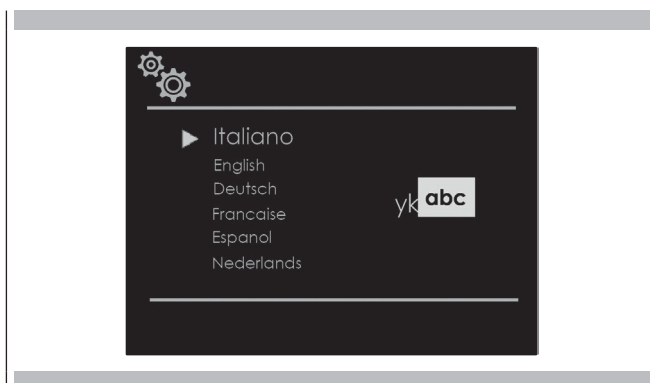 Italiano
English
Deutsch
Francaise
Espanol
Nederlands
yk abc